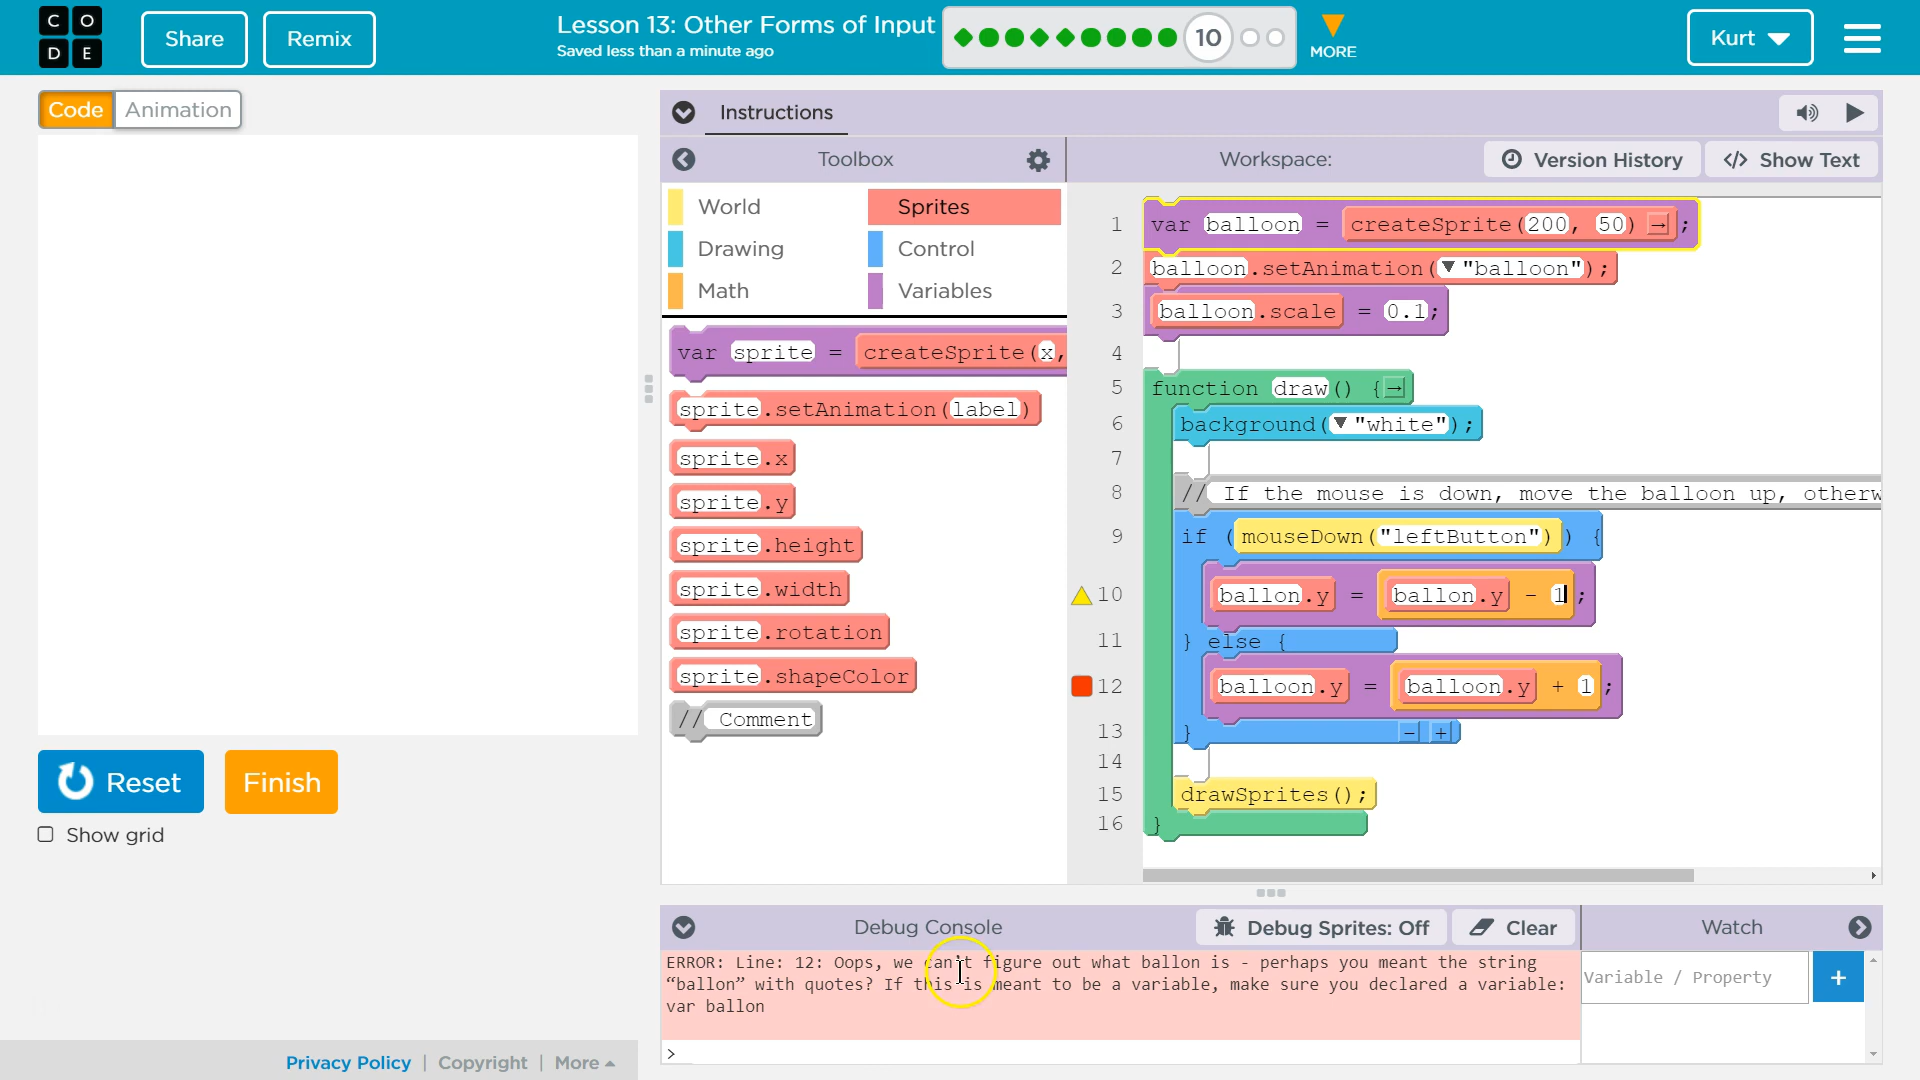 CODE
Share
Remix
Lesson 13: Other Forms of Input
Saved less than a minute ago
10
MORE
Kurt
Code
Animation
Instructions
Toolbox
Workspace:
Version History
</> Show Text
World
Sprites
Drawing
Control
Math
Variables
var sprite = createSprite(x,
sprite.setAnimation(label)
sprite.x
sprite.y
sprite.height
sprite.width
sprite.rotation
sprite.shapeColor
// Comment
1 var balloon = createSprite(200, 50) → ;
2 balloon.setAnimation(▼"balloon");
3 balloon.scale = 0.1;
4
5 function draw() {→
6 background(▼"white");
7
8 // If the mouse is down, move the balloon up, otherw
9 if (mouseDown("leftButton")) {
10 ballon.y = ballon.y - 1;
11 } else {
12 balloon.y = balloon.y + 1;
13 } - +
14
15 drawSprites();
16 }
Reset
Finish
Show grid
Debug Console
Debug Sprites: Off
Clear
Watch
ERROR: Line: 12: Oops, we can't figure out what ballon is - perhaps you meant the string
“ballon” with quotes? If this is meant to be a variable, make sure you declared a variable:
var ballon
>
Variable / Property
+
Privacy Policy | Copyright | More